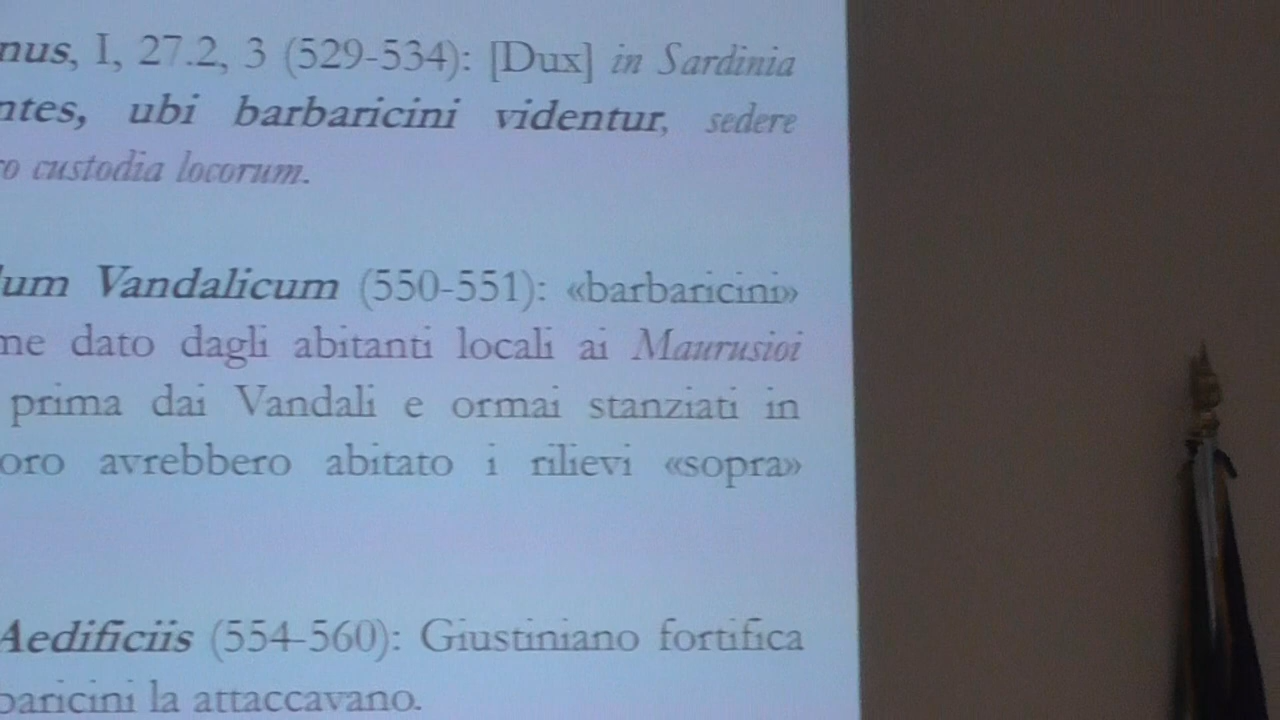 nus, I, 27.2, 3 (529-534): [Dux] in Sardinia
ntes, ubi barbaricini videntur, sedere
ro custodia locorum.
um Vandalicum (550-551): «barbaricini»
me dato dagli abitanti locali ai Maurusioi
prima dai Vandali e ormai stanziati in
oro avrebbero abitato i rilievi «sopra»
Aedificiis (554-560): Giustiniano fortifica
baricini la attaccavano.